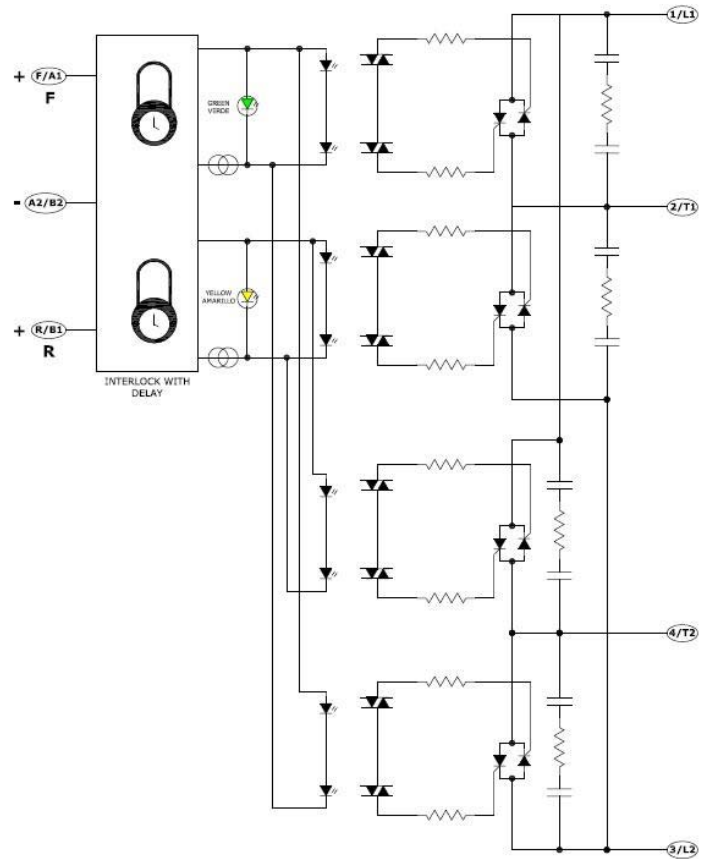 1/L1
+ F/A1
F
GREEN
VERDE
- A2/B2
2/T1
YELLOW
AMARILLO
+ R/B1
R
INTERLOCK WITH
DELAY
4/T2
3/L2